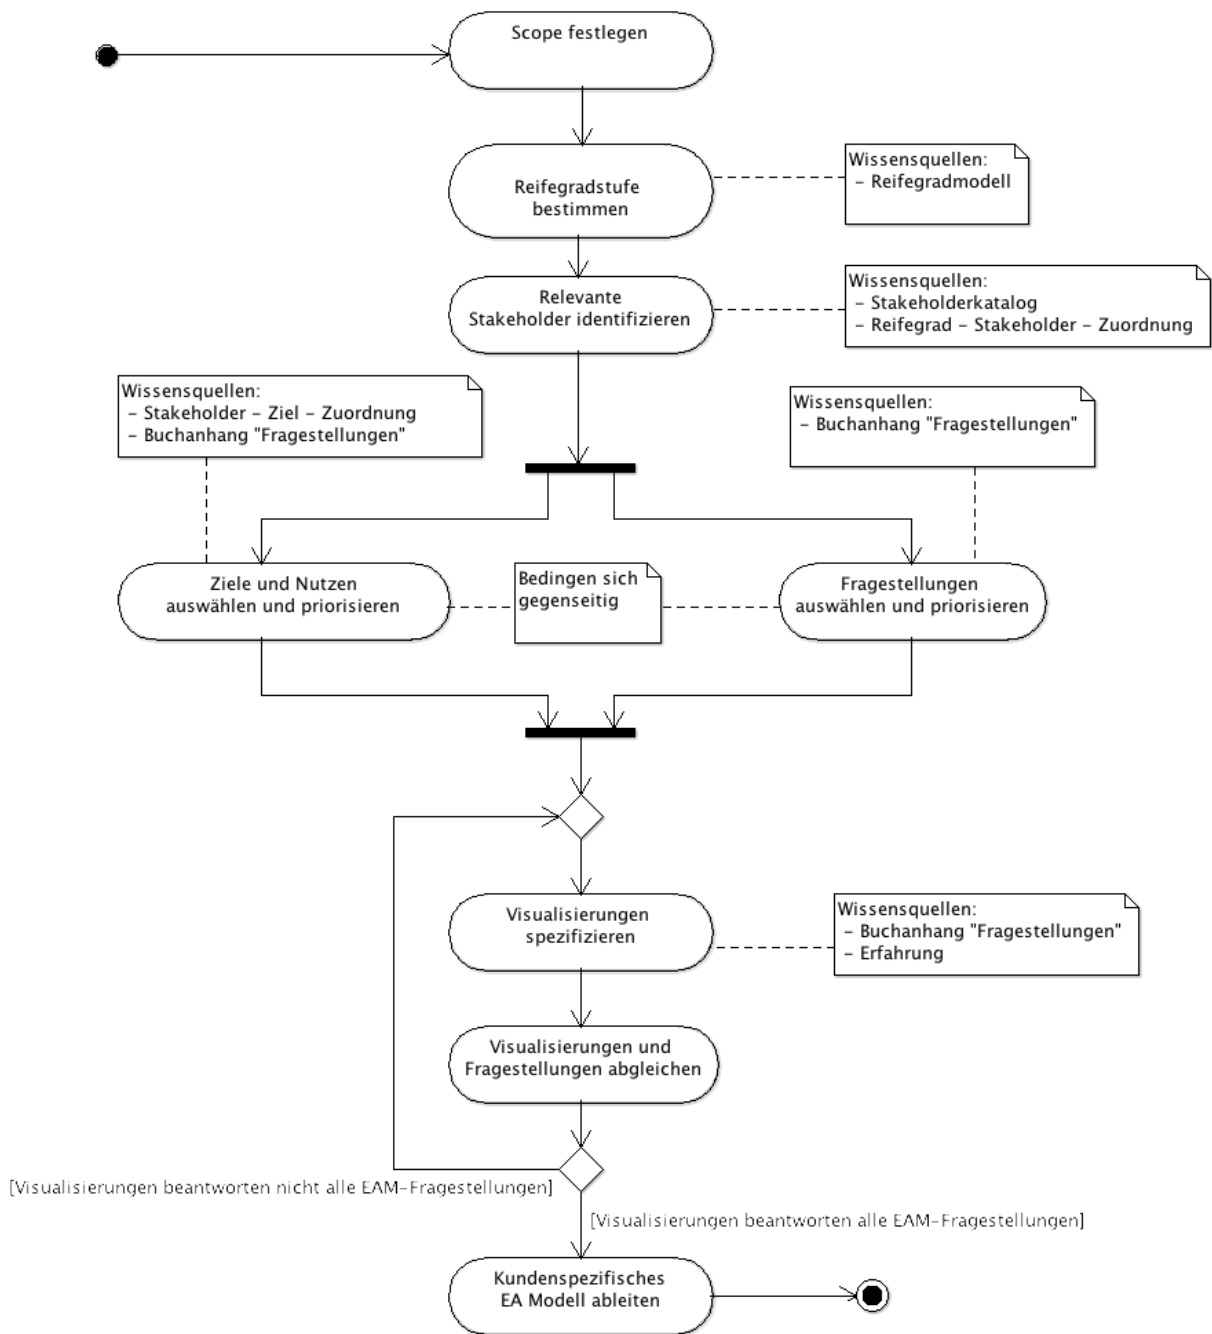 Scope festlegen
Reifegradstufe
bestimmen
Wissensquellen:
- Reifegradmodell
Relevante
Stakeholder identifizieren
Wissensquellen:
- Stakeholderkatalog
- Reifegrad - Stakeholder - Zuordnung
Wissensquellen:
- Stakeholder - Ziel - Zuordnung
- Buchanhang "Fragestellungen"
Wissensquellen:
- Buchanhang "Fragestellungen"
Ziele und Nutzen
auswählen und priorisieren
Bedingen sich
gegenseitig
Fragestellungen
auswählen und priorisieren
Visualisierungen
spezifizieren
Wissensquellen:
- Buchanhang "Fragestellungen"
- Erfahrung
Visualisierungen und
Fragestellungen abgleichen
[Visualisierungen beantworten nicht alle EAM-Fragestellungen]
[Visualisierungen beantworten alle EAM-Fragestellungen]
Kundenspezifisches
EA Modell ableiten